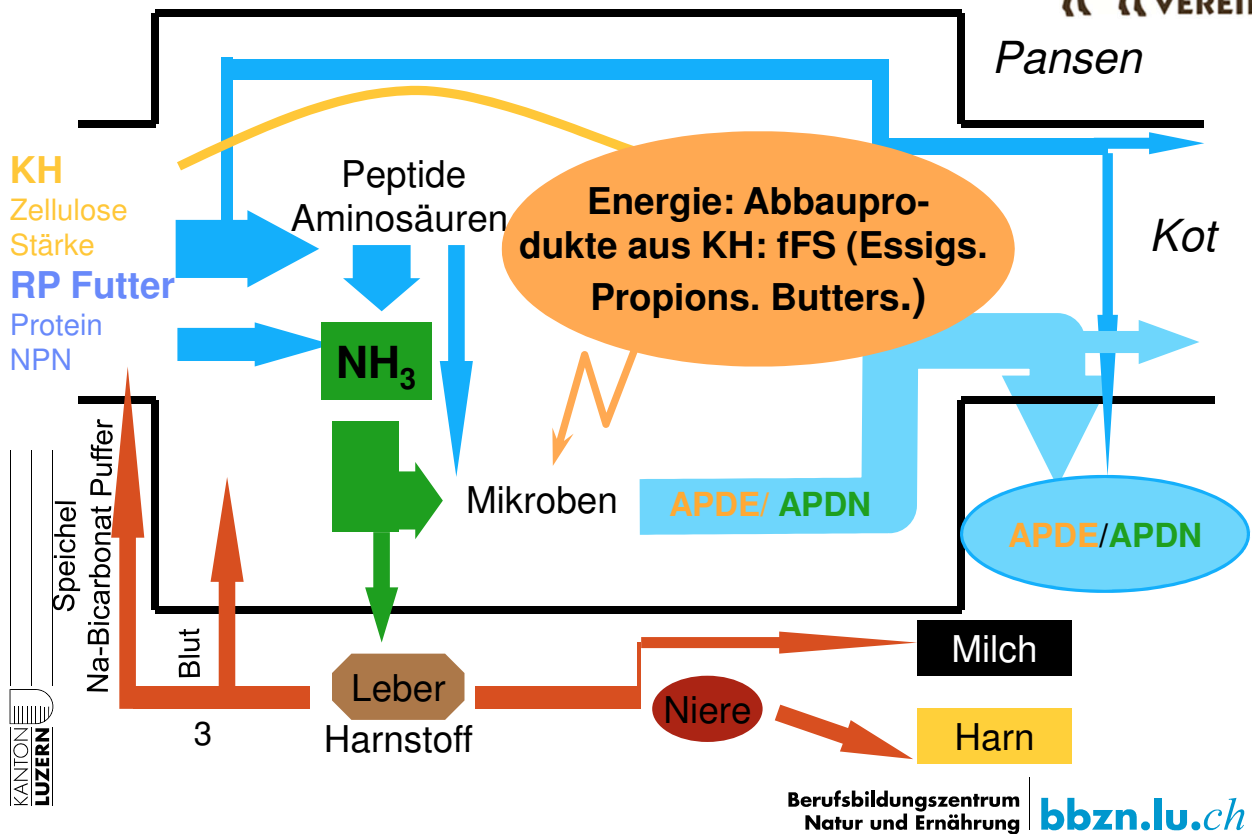 VEREIN
Pansen
KH
Zellulose
Stärke
RP Futter
Protein
NPN
Peptide
Aminosäuren
Energie: Abbaupro-
dukte aus KH: fFS (Essigs.
Propions. Butters.)
Kot
NH3
Mikroben
APDE/ APDN
APDE/APDN
Speichel
Na-Bicarbonat Puffer
Blut
Leber
Harnstoff
Niere
Milch
Harn
3
KANTON
LUZERN
Berufsbildungszentrum
Natur und Ernährung
bbzn.lu.ch